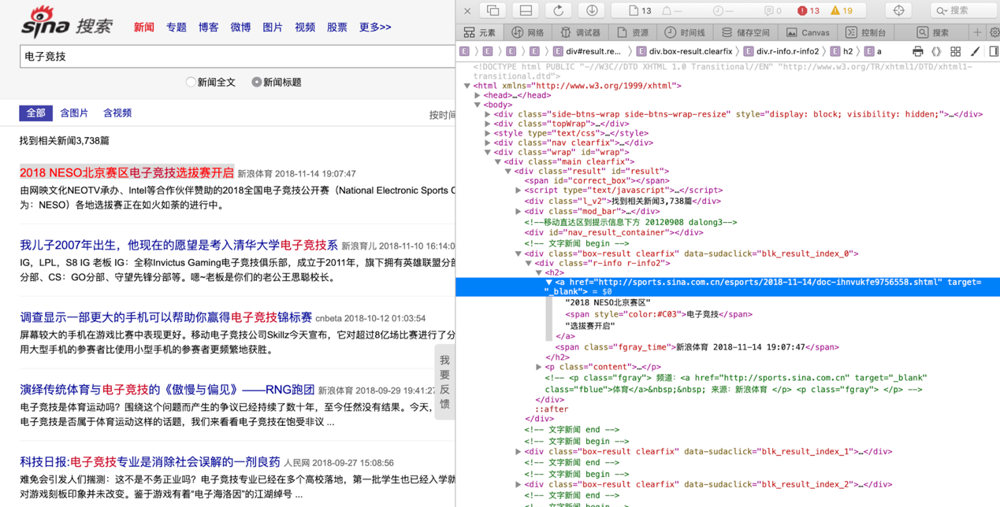 sina 搜索
新闻 专题 博客 微博 图片 视频 股票 更多>>
电子竞技
新闻全文 新闻标题
全部 含图片 含视频 按时间
找到相关新闻3,738篇
2018 NESO北京赛区电子竞技选拔赛开启 新浪体育 2018-11-14 19:07:47
由网映文化NEOTV承办、Intel等合作伙伴赞助的2018全国电子竞技公开赛（National Electronic Sports
为：NESO）各地选拔赛正在如火如荼的进行中。
我儿子2007年出生，他现在的愿望是考入清华大学电子竞技系 新浪育儿 2018-11-10 16:14:0
IG，LPL，S8 IG 老板 IG：全称Invictus Gaming电子竞技俱乐部，成立于2011年，旗下拥有英雄联盟分部
分部、CS：GO分部、守望先锋分部等。嗯~老板是你们的老公王思聪校长。
调查显示一部更大的手机可以帮助你赢得电子竞技锦标赛 cnbeta 2018-10-12 01:03:54
屏幕较大的手机在游戏比赛中表现更好。移动电子竞技公司Skillz今天宣布，它对超过8亿场比赛进行了分
用大型手机的参赛者比使用小型手机的参赛者更频繁地获胜。
演绎传统体育与电子竞技的《傲慢与偏见》——RNG跑团 新浪体育 2018-09-29 19:41:27
电子竞技是体育运动吗？围绕这个问题而产生的争议已经持续了数十年，至今任然没有结果。今天，
电子竞技是否属于体育运动这样的话题，我们来看看电子竞技在饱受非议 ...
科技日报:电子竞技专业是消除社会误解的一剂良药 人民网 2018-09-27 15:08:56
难免会引发人们揣测：这不是不务正业吗？电子竞技专业已经在多个高校落地，第一批学生也已经入学就
对游戏刻板印象并未改变。鉴于游戏有着“电子海洛因”的江湖绰号 ...
我
要
反
馈
13 — — 0 13 19 搜索
元素 网络 调试器 资源 时间线 储存空间 Canvas 控制台 搜索
E E E E E div#result.re... E div.box-result.clearfix E div.r-info.r-info2 E h2 E a
<!DOCTYPE html PUBLIC "-//W3C//DTD XHTML 1.0 Transitional//EN" "http://www.w3.org/TR/xhtml1/DTD/xhtml1-
transitional.dtd">
<html xmlns="http://www.w3.org/1999/xhtml">
<head>…</head>
<body>
<div class="side-btns-wrap side-btns-wrap-resize" style="display: block; visibility: hidden;">…</div>
<div class="topWrap">…</div>
<style type="text/css">…</style>
<div class="nav clearfix">…</div>
<div class="wrap" id="wrap">
<div class="main clearfix">
<div class="result" id="result">
<span id="correct_box"></span>
<script type="text/javascript">…</script>
<div class="l_v2">找到相关新闻3,738篇</div>
<div class="mod_bar">…</div>
<!--移动直达区到提示信息下方 20120908 dalong3-->
<div id="nav_result_container"></div>
<!-- 文字新闻 begin -->
<div class="box-result clearfix" data-sudaclick="blk_result_index_0">
<div class="r-info r-info2">
<h2>
<a href="http://sports.sina.com.cn/esports/2018-11-14/doc-ihnvukfe9756558.shtml" target=
"_blank"> = $0
"2018 NESO北京赛区"
<span style="color:#C03">电子竞技</span>
"选拔赛开启"
</a>
<span class="fgray_time">新浪体育 2018-11-14 19:07:47</span>
</h2>
<p class="content">…</p>
<!-- <p class="fgray"> 频道：<a href="http://sports.sina.com.cn" target="_blank"
class="fblue">体育</a>&nbsp;&nbsp; 来源：新浪体育 </p> <p class="fgray"> </p> -->
</div>
::after
</div>
<!-- 文字新闻 end -->
<!-- 文字新闻 begin -->
<div class="box-result clearfix" data-sudaclick="blk_result_index_1">…</div>
<!-- 文字新闻 end -->
<!-- 文字新闻 begin -->
<div class="box-result clearfix" data-sudaclick="blk_result_index_2">…</div>
<!-- 文字新闻 end -->